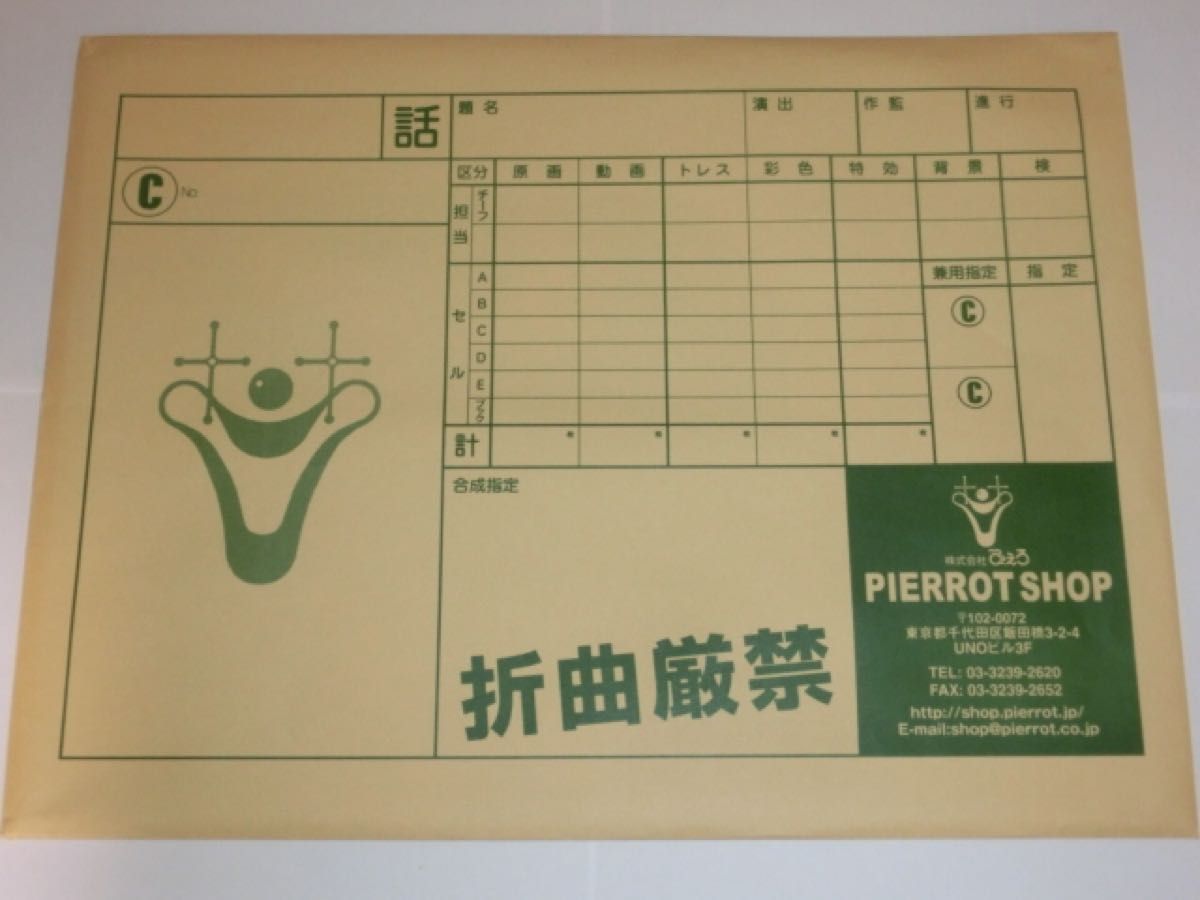 話
題名
演出
作監
進行
C No.
区分 原画 動画 トレス 彩色 特効 背景 検
担当
チーフ
兼用指定 指定
セル
A
B
C
D
E
ブック
C
C
計
合成指定
折曲厳禁
株式会社ぴえろ
PIERROT SHOP
〒102-0072
東京都千代田区飯田橋3-2-4
UNOビル3F
TEL: 03-3239-2620
FAX: 03-3239-2652
http://shop.pierrot.jp/
E-mail:shop@pierrot.co.jp